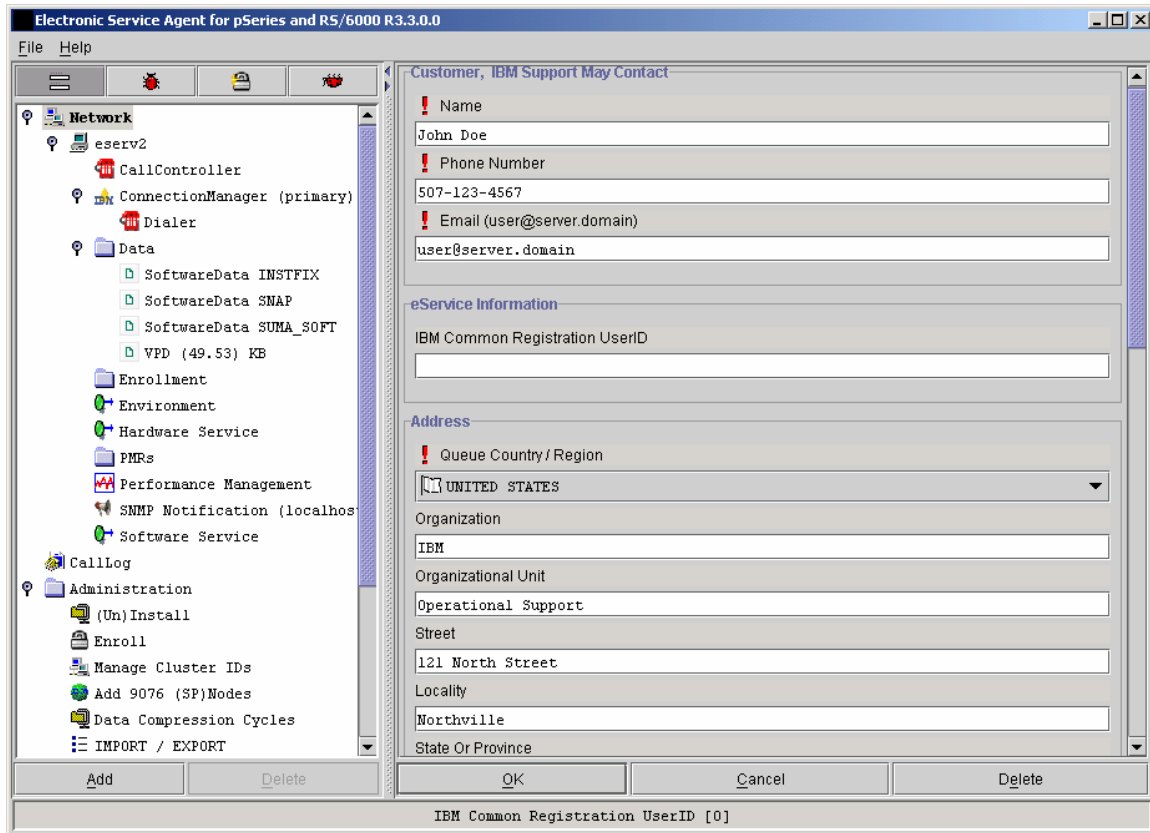 Electronic Service Agent for pSeries and RS/6000 R3.3.0.0
File Help
Network
eserv2
CallController
ConnectionManager (primary)
Dialer
Data
SoftwareData INSTFIX
SoftwareData SNAP
SoftwareData SUMA_SOFT
VPD (49.53) KB
Enrollment
Environment
Hardware Service
PMRs
Performance Management
SNMP Notification (localhos
Software Service
CallLog
Administration
(Un)Install
Enroll
Manage Cluster IDs
Add 9076 (SP)Nodes
Data Compression Cycles
IMPORT / EXPORT
Add Delete
Customer, IBM Support May Contact
! Name
John Doe
! Phone Number
507-123-4567
! Email (user@server.domain)
user@server.domain
eService Information
IBM Common Registration UserID
Address
! Queue Country / Region
UNITED STATES
Organization
IBM
Organizational Unit
Operational Support
Street
121 North Street
Locality
Northville
State Or Province
OK Cancel Delete
IBM Common Registration UserID [0]